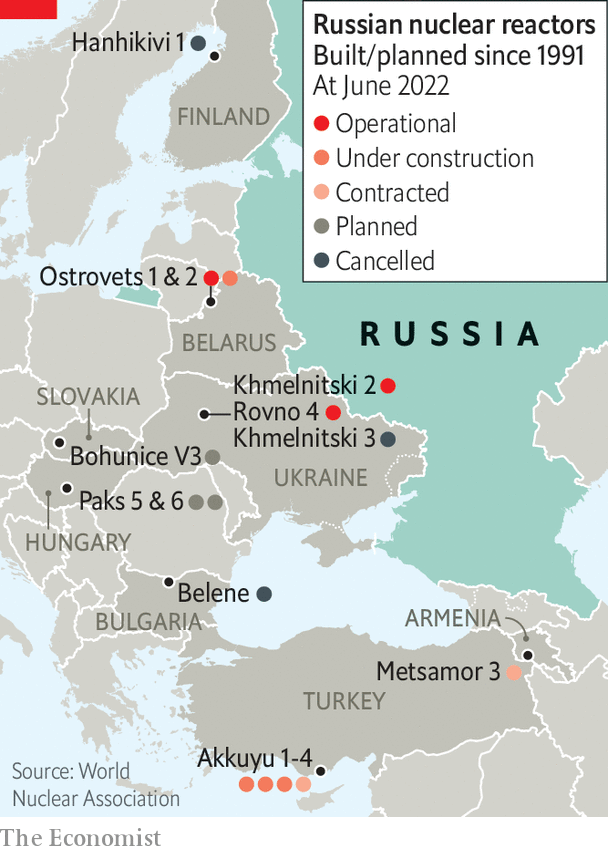 Russian nuclear reactors
Built/planned since 1991
At June 2022
Operational
Under construction
Contracted
Planned
Cancelled
Hanhikivi 1
FINLAND
Ostrovets 1 & 2
RUSSIA
BELARUS
Khmelnitski 2
SLOVAKIA
Rovno 4
Khmelnitski 3
Bohunice V3
UKRAINE
Paks 5 & 6
HUNGARY
Belene
BULGARIA
ARMENIA
Metsamor 3
TURKEY
Akkuyu 1-4
Source: World
Nuclear Association
The Economist